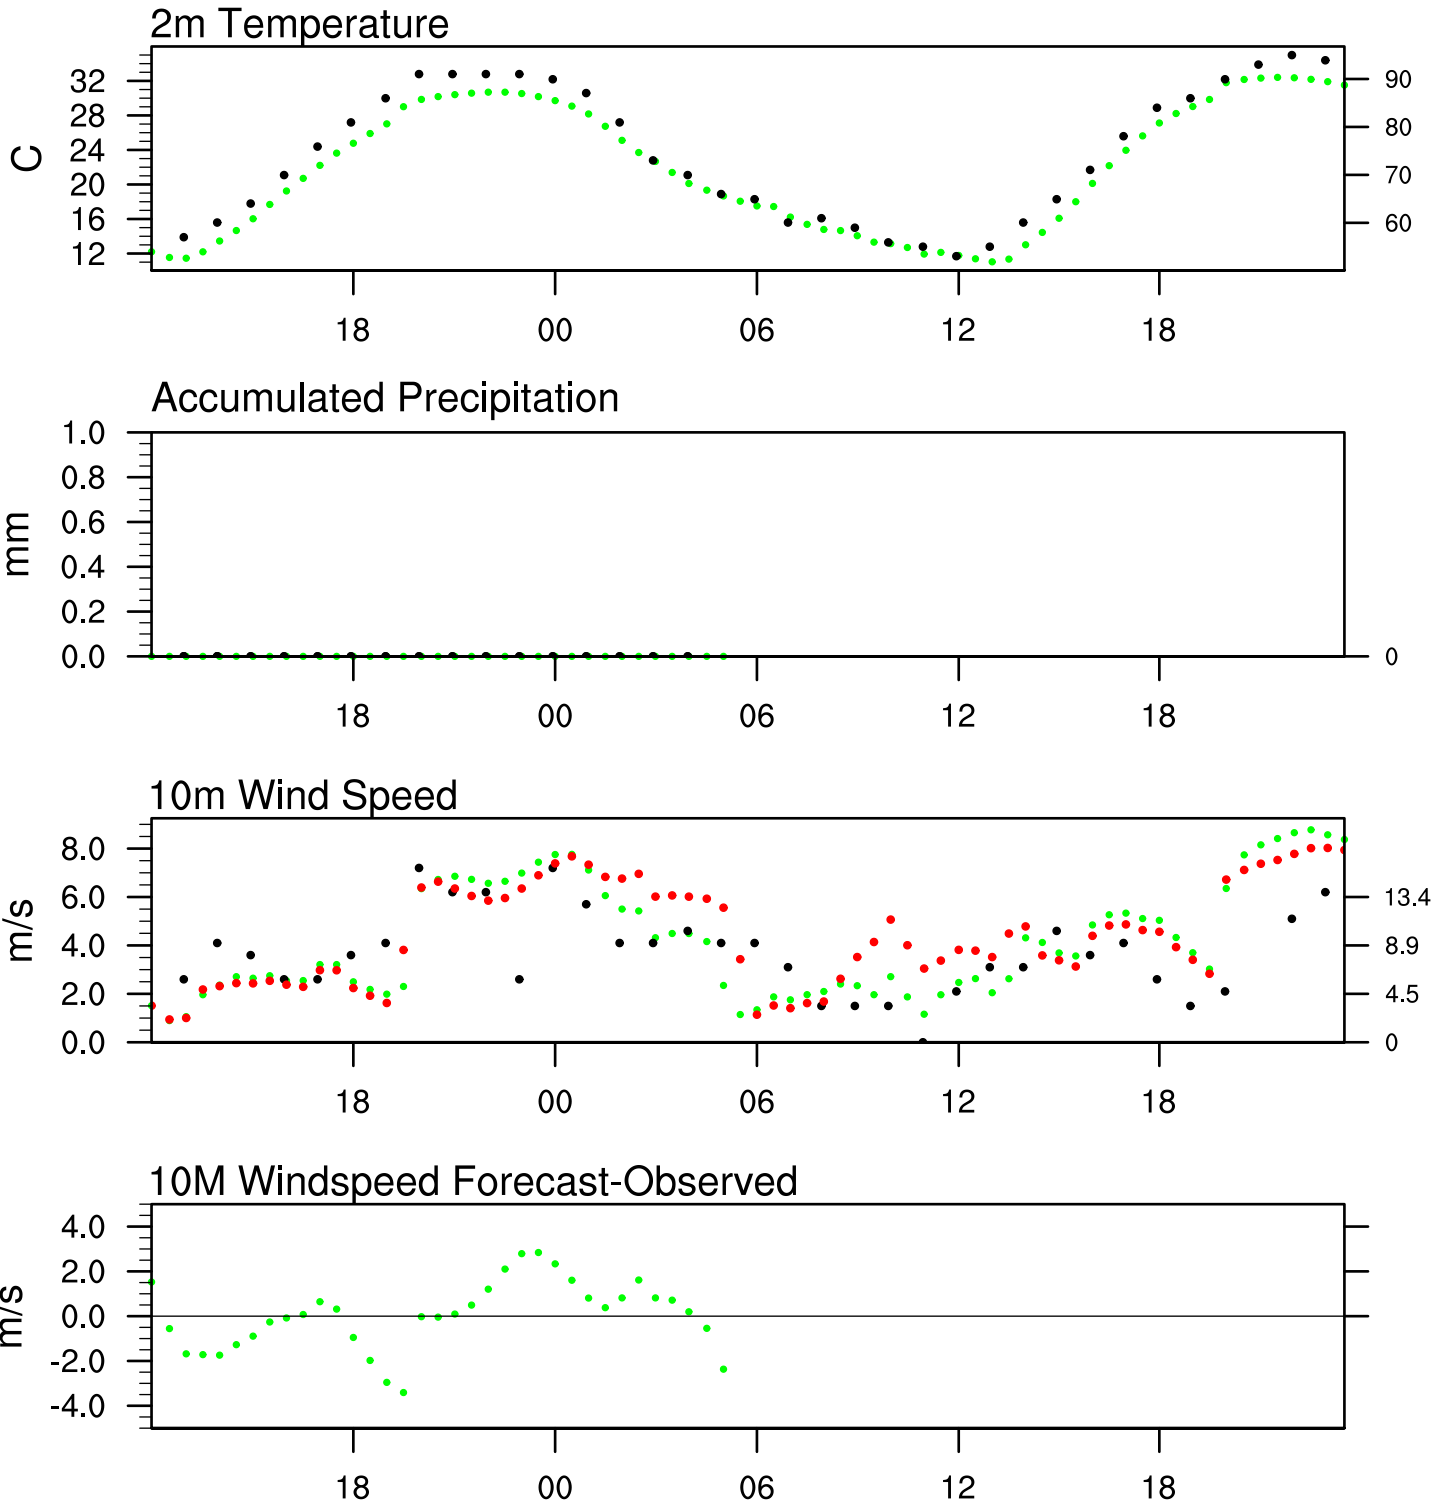 2m Temperature
C
32
28
24
20
16
12
90
80
70
60
18 00 06 12 18
Accumulated Precipitation
mm
1.0
0.8
0.6
0.4
0.2
0.0
0
18 00 06 12 18
10m Wind Speed
m/s
8.0
6.0
4.0
2.0
0.0
13.4
8.9
4.5
0
18 00 06 12 18
10M Windspeed Forecast-Observed
m/s
4.0
2.0
0.0
-2.0
-4.0
18 00 06 12 18